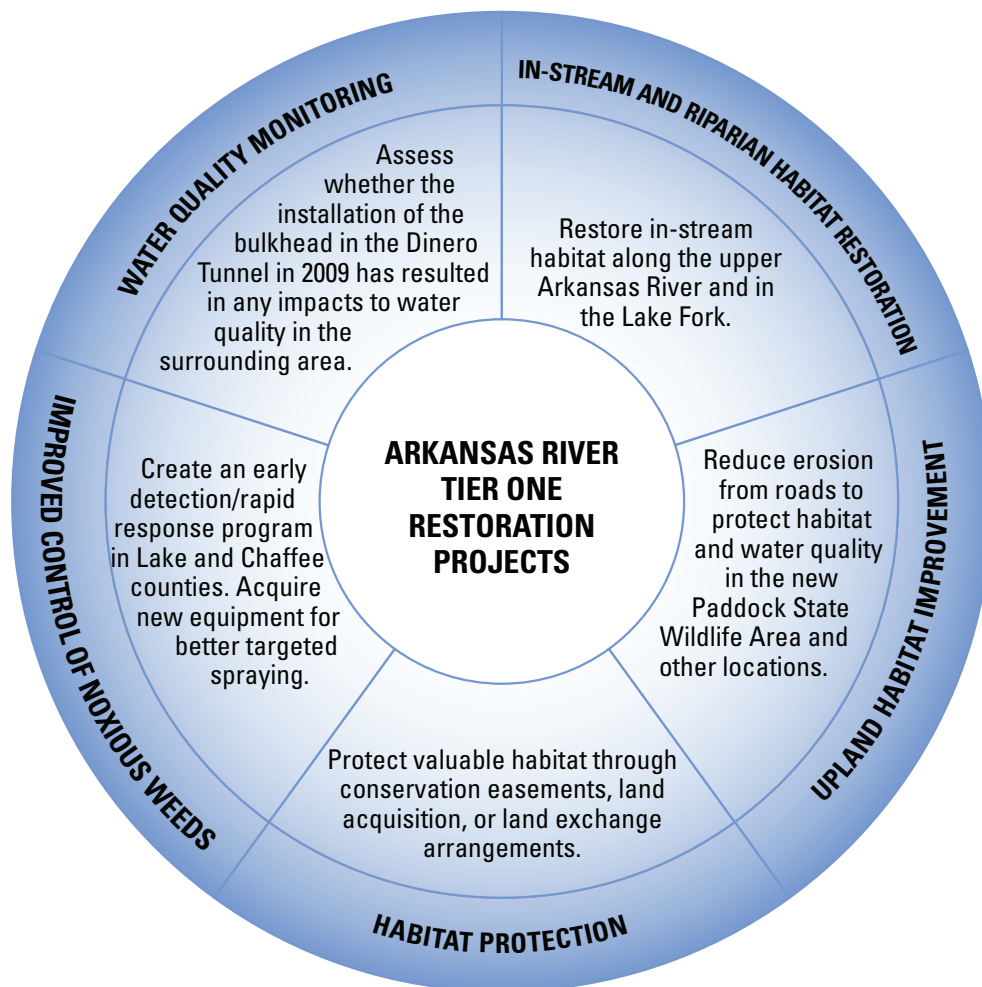 ARKANSAS RIVER
TIER ONE
RESTORATION
PROJECTS
WATER QUALITY MONITORING
Assess
whether the
installation of the
bulkhead in the Dinero
Tunnel in 2009 has resulted
in any impacts to water
quality in the
surrounding area.
IN-STREAM AND RIPARIAN HABITAT RESTORATION
Restore in-stream
habitat along the upper
Arkansas River and in
the Lake Fork.
UPLAND HABITAT IMPROVEMENT
Reduce erosion
from roads to
protect habitat
and water quality
in the new
Paddock State
Wildlife Area and
other locations.
HABITAT PROTECTION
Protect valuable habitat through
conservation easements, land
acquisition, or land exchange
arrangements.
IMPROVED CONTROL OF NOXIOUS WEEDS
Create an early
detection/rapid
response program
in Lake and Chaffee
counties. Acquire
new equipment for
better targeted
spraying.